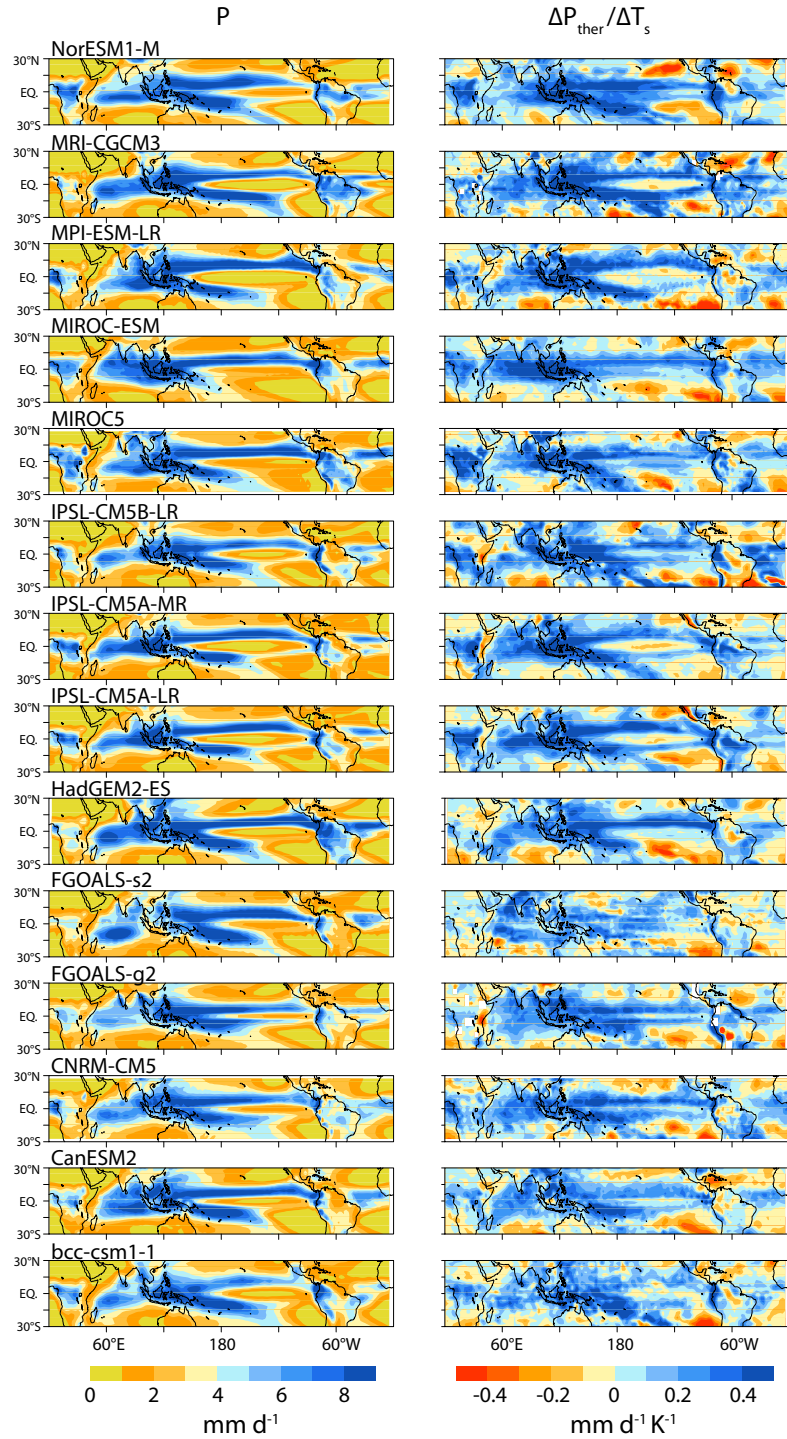 P ΔP_ther/ΔT_s
NorESM1-M
30°N
EQ.
30°S
MRI-CGCM3
30°N
EQ.
30°S
MPI-ESM-LR
30°N
EQ.
30°S
MIROC-ESM
30°N
EQ.
30°S
MIROC5
30°N
EQ.
30°S
IPSL-CM5B-LR
30°N
EQ.
30°S
IPSL-CM5A-MR
30°N
EQ.
30°S
IPSL-CM5A-LR
30°N
EQ.
30°S
HadGEM2-ES
30°N
EQ.
30°S
FGOALS-s2
30°N
EQ.
30°S
FGOALS-g2
30°N
EQ.
30°S
CNRM-CM5
30°N
EQ.
30°S
CanESM2
30°N
EQ.
30°S
bcc-csm1-1
30°N
EQ.
30°S
60°E 180 60°W 60°E 180 60°W
0 2 4 6 8 -0.4 -0.2 0 0.2 0.4
mm d⁻¹ mm d⁻¹ K⁻¹